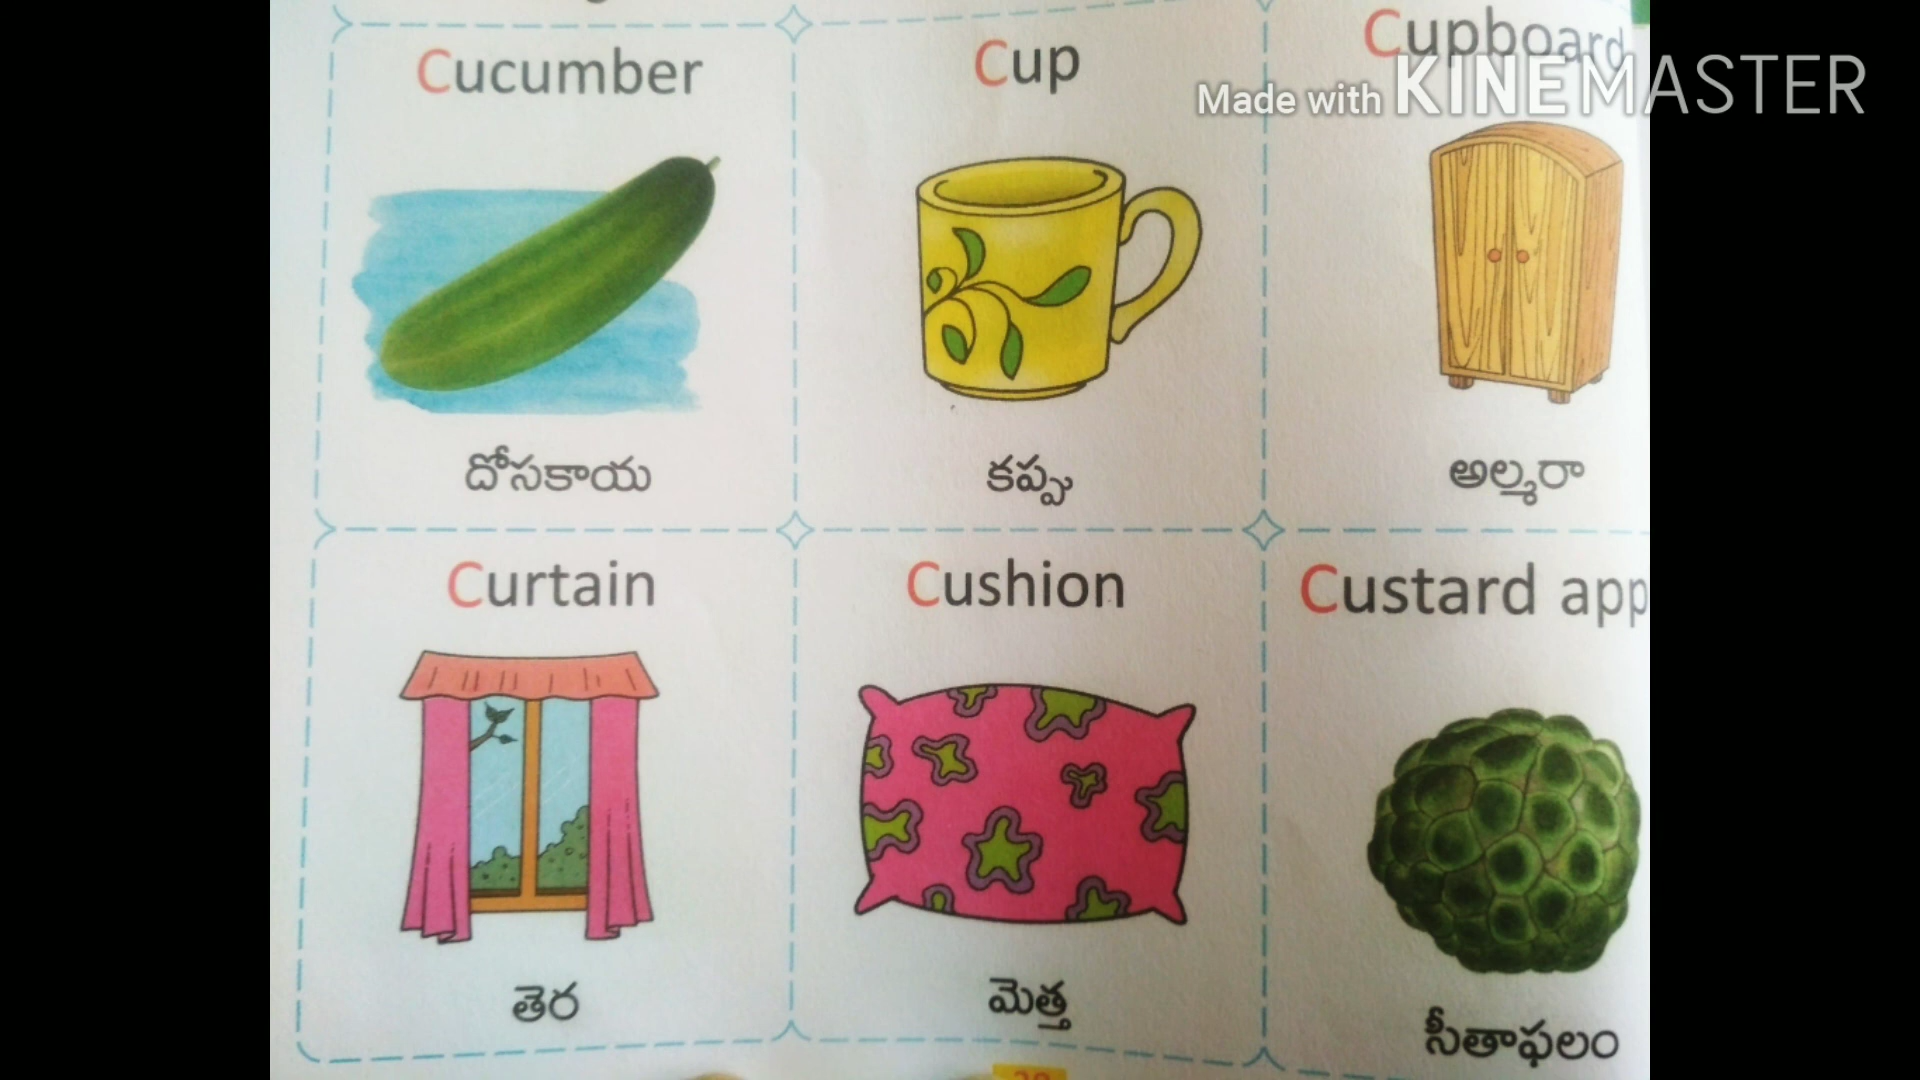 Cucumber
Cup
Cupboard
Made with KINEMASTER
దోసకాయ
కప్పు
అల్మరా
Curtain
Cushion
Custard app
తెర
మెత్త
సీతాఫలం